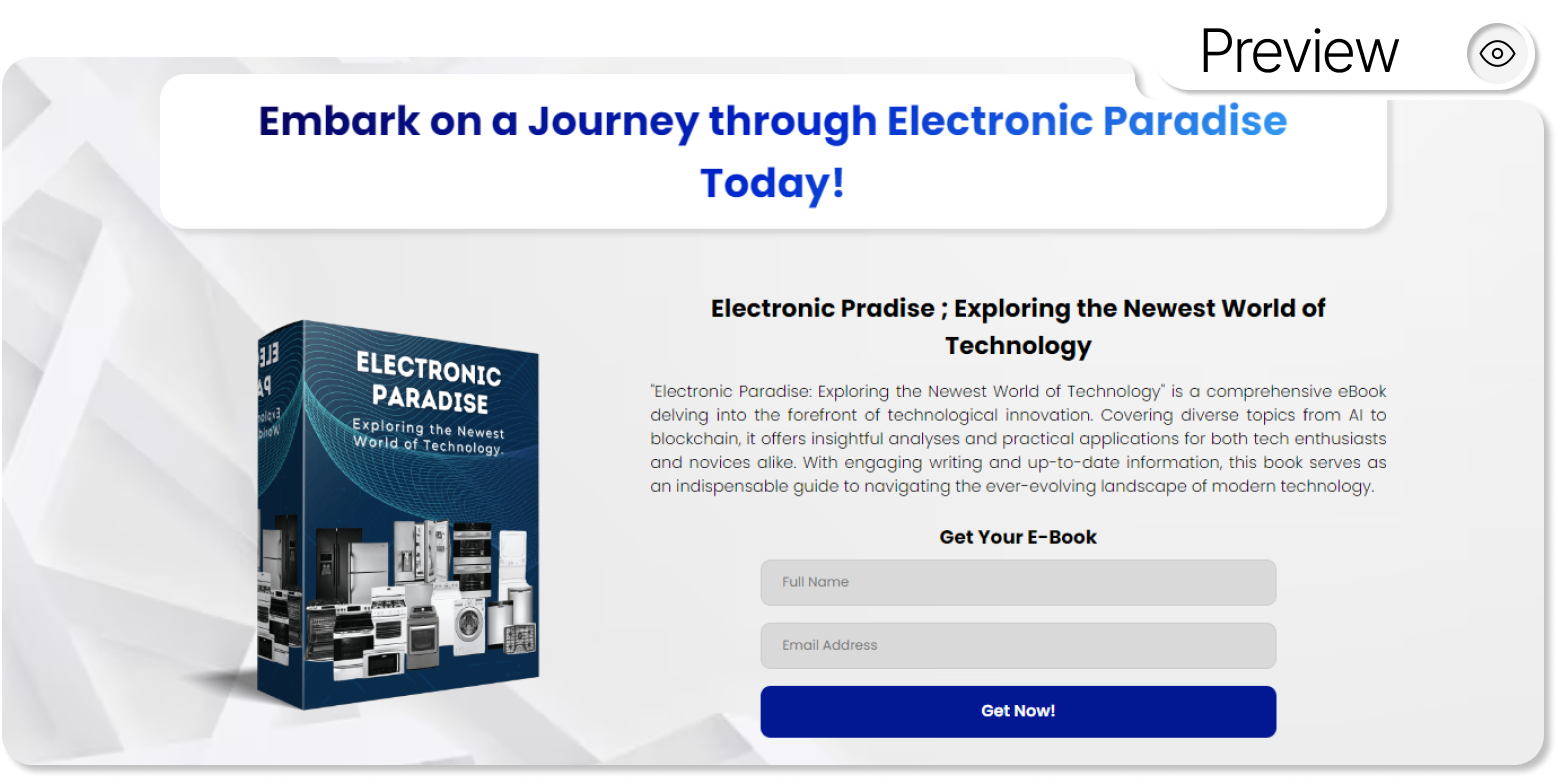 Preview
Embark on a Journey through Electronic Paradise
Today!
Electronic Pradise ; Exploring the Newest World of
Technology
"Electronic Paradise: Exploring the Newest World of Technology" is a comprehensive eBook
delving into the forefront of technological innovation. Covering diverse topics from AI to
blockchain, it offers insightful analyses and practical applications for both tech enthusiasts
and novices alike. With engaging writing and up-to-date information, this book serves as
an indispensable guide to navigating the ever-evolving landscape of modern technology.
Get Your E-Book
Full Name
Email Address
Get Now!
ELECTRONIC
PARADISE
Exploring the Newest
World of Technology.